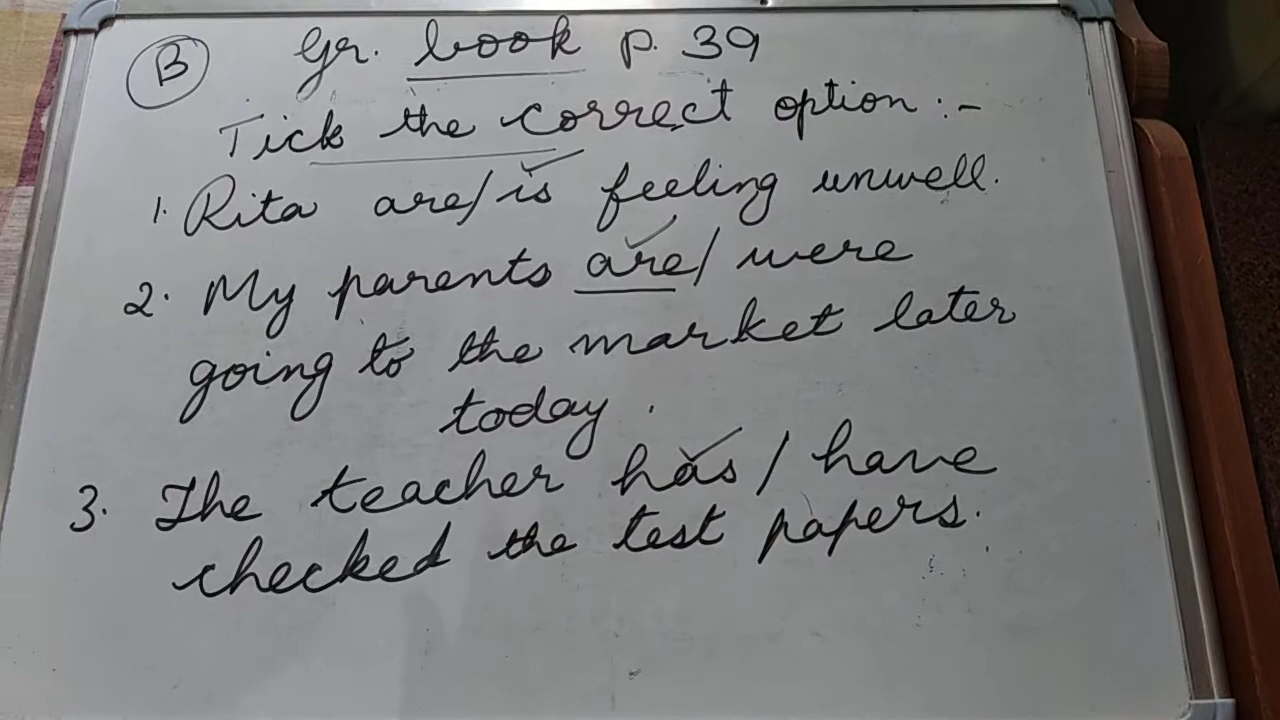 B Gr. book p. 39
Tick the correct option :-
1. Rita are/ is ✓ feeling unwell.
2. My parents are ✓/ were
going to the market later
today.
3. The teacher has ✓/ have
checked the test papers.